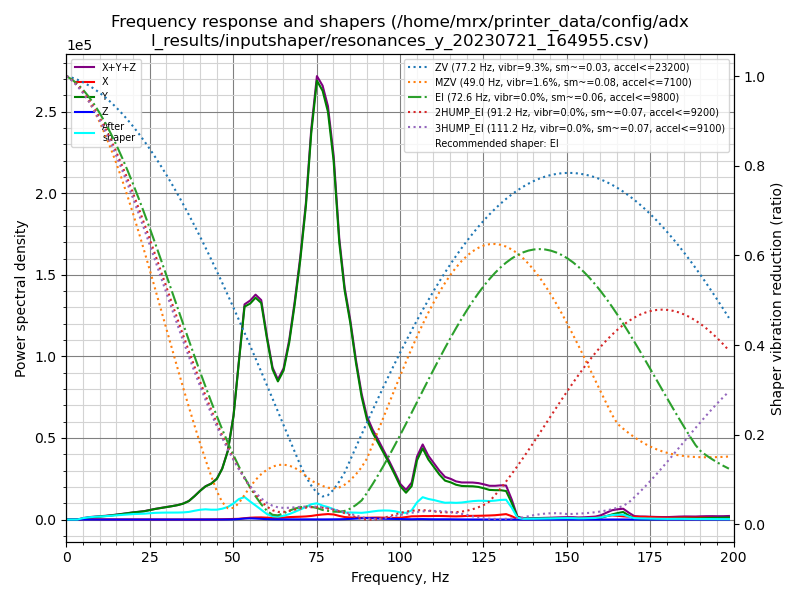 Frequency response and shapers (/home/mrx/printer_data/config/adx
l_results/inputshaper/resonances_y_20230721_164955.csv)
1e5
X+Y+Z
X
Y
Z
After
shaper
ZV (77.2 Hz, vibr=9.3%, sm~=0.03, accel<=23200)
MZV (49.0 Hz, vibr=1.6%, sm~=0.08, accel<=7100)
EI (72.6 Hz, vibr=0.0%, sm~=0.06, accel<=9800)
2HUMP_EI (91.2 Hz, vibr=0.0%, sm~=0.07, accel<=9200)
3HUMP_EI (111.2 Hz, vibr=0.0%, sm~=0.07, accel<=9100)
Recommended shaper: EI
Power spectral density
2.5
2.0
1.5
1.0
0.5
0.0
1.0
0.8
0.6
0.4
0.2
0.0
Shaper vibration reduction (ratio)
0 25 50 75 100 125 150 175 200
Frequency, Hz